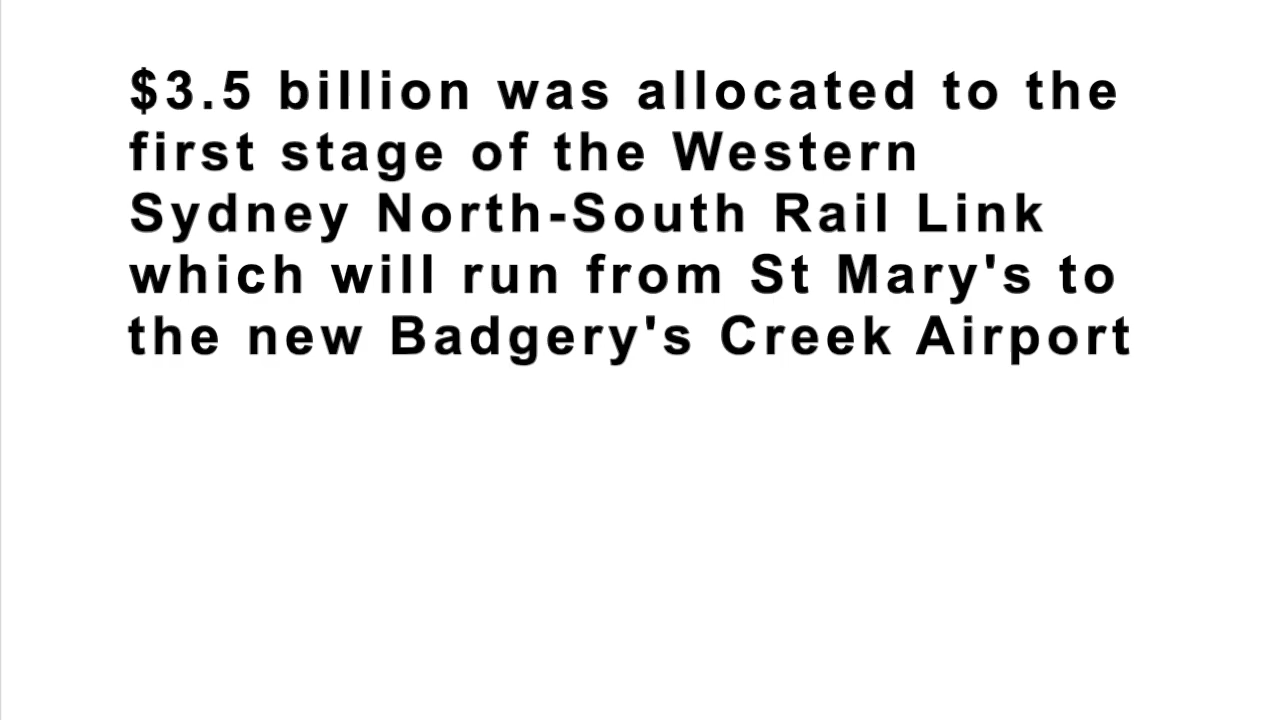 $3.5 billion was allocated to the
first stage of the Western
Sydney North-South Rail Link
which will run from St Mary's to
the new Badgery's Creek Airport